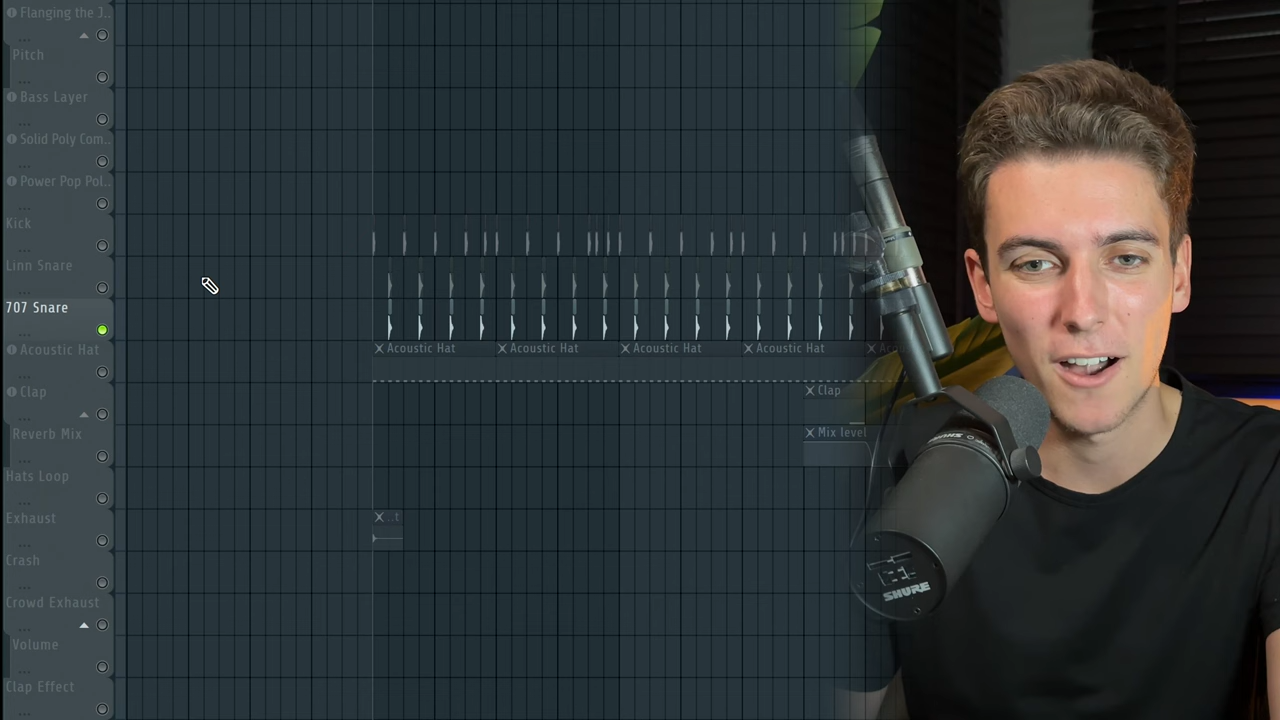 Flanging the J..
...
Pitch
...
Bass Layer
...
Solid Poly Com..
...
Power Pop Pol..
...
Kick
...
Linn Snare
...
707 Snare
...
Acoustic Hat
Acoustic Hat
Acoustic Hat
Acoustic Hat
Acoustic Hat
...
Clap
Clap
...
Reverb Mix
Mix level
...
Hats Loop
...
Exhaust
..t
...
Crash
...
Crowd Exhaust
...
Volume
...
Clap Effect
...
SHURE
SHURE